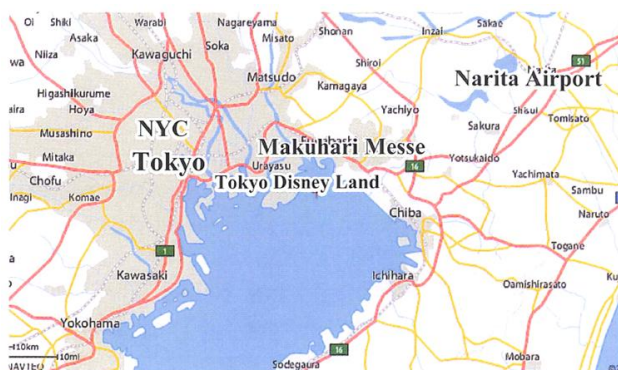 Oi Shiki Warabi Nagareyama Shonan Inzai Sakae
Asaka Soka Misato
Niiza Kawaguchi Shiroi
Matsudo Narita Airport
51
Higashikurume Kamagaya
Hoya Yachiyo Shisui
Musashino NYC Tomisato
Sakura
Mitaka Tokyo Makuhari Messe
16 Yotsukaido
Urayasu
Chofu Tokyo Disney Land Yachimata
Komae Sambu
Chiba Naruto
1 Togane
Kawasaki Ichihara
Oamishirasato
Yokohama
10km
10mi
16
Mobara
Sodegaura